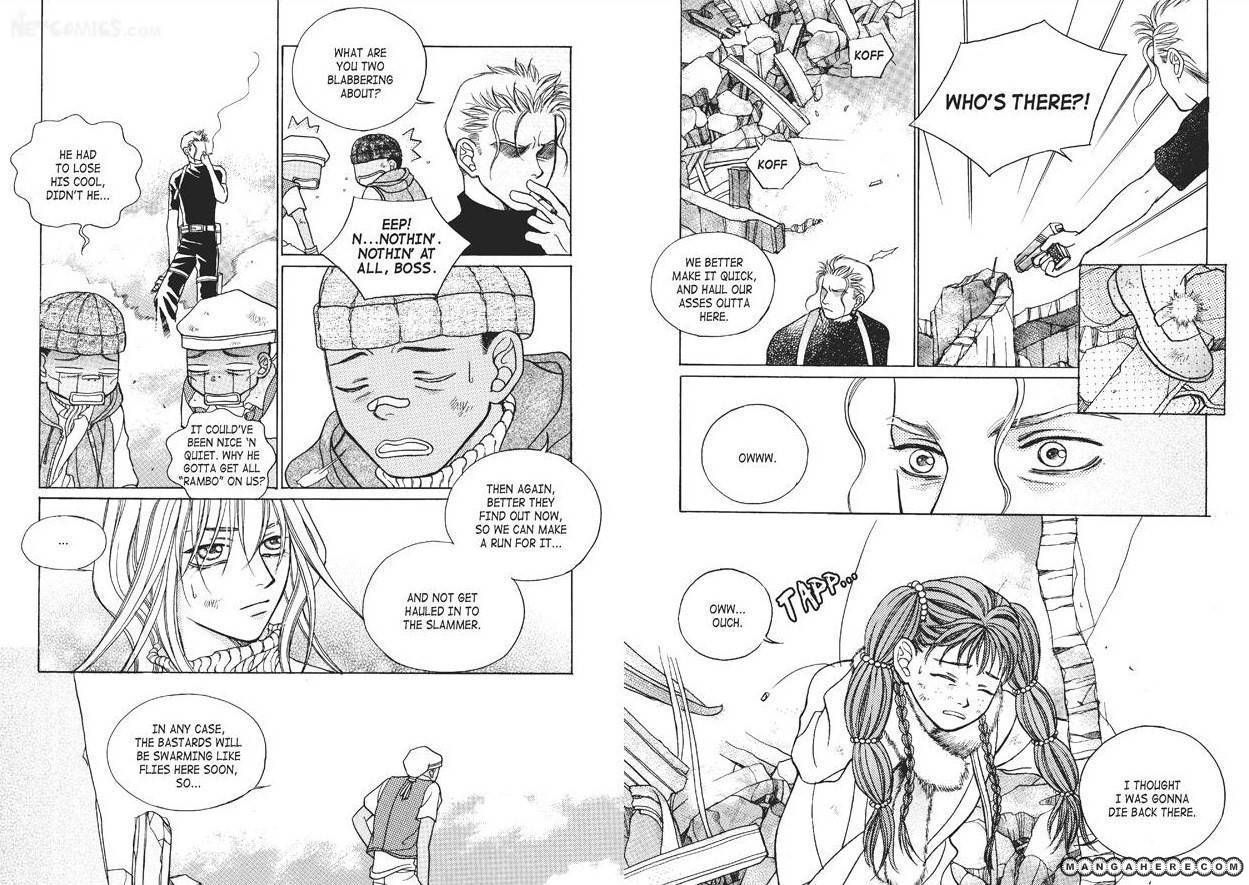 NETCOMICS.COM
HE HAD
TO LOSE
HIS COOL,
DIDN'T HE...
IT COULD'VE
BEEN NICE 'N
QUIET. WHY HE
GOTTA GET ALL
"RAMBO" ON US?
WHAT ARE
YOU TWO
BLABBERING
ABOUT?
EEP!
N...NOTHIN'.
NOTHIN' AT
ALL, BOSS.
THEN AGAIN,
BETTER THEY
FIND OUT NOW,
SO WE CAN MAKE
A RUN FOR IT...
AND NOT GET
HAULED IN TO
THE SLAMMER.
...
IN ANY CASE,
THE BASTARDS WILL
BE SWARMING LIKE
FLIES HERE SOON,
SO...
KOFF
KOFF
WE BETTER
MAKE IT QUICK,
AND HAUL OUR
ASSES OUTTA
HERE.
WHO'S THERE?!
OWWW.
OWW...
OUCH.
TAPP...
I THOUGHT
I WAS GONNA
DIE BACK THERE.
MANGAHERE.COM